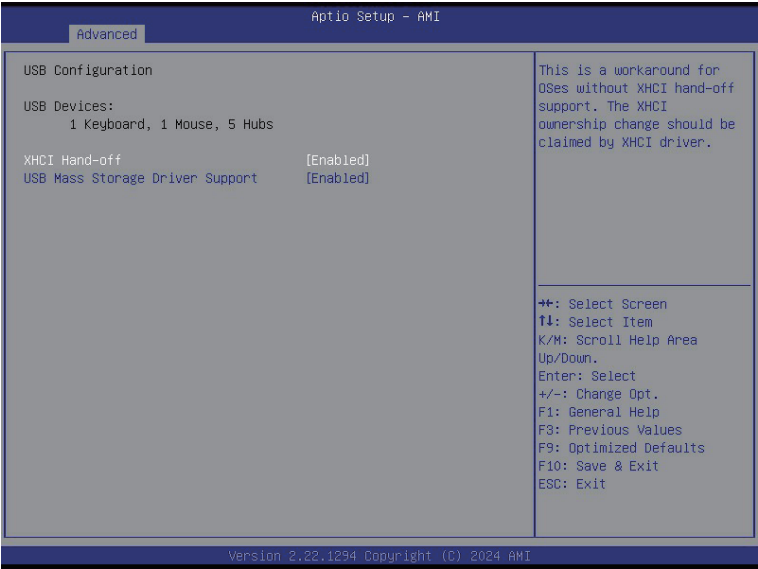 Aptio Setup – AMI
Advanced
USB Configuration
USB Devices:
1 Keyboard, 1 Mouse, 5 Hubs
XHCI Hand-off [Enabled]
USB Mass Storage Driver Support [Enabled]
This is a workaround for
OSes without XHCI hand-off
support. The XHCI
ownership change should be
claimed by XHCI driver.
→←: Select Screen
↑↓: Select Item
K/M: Scroll Help Area
Up/Down.
Enter: Select
+/-: Change Opt.
F1: General Help
F3: Previous Values
F9: Optimized Defaults
F10: Save & Exit
ESC: Exit
Version 2.22.1294 Copyright (C) 2024 AMI